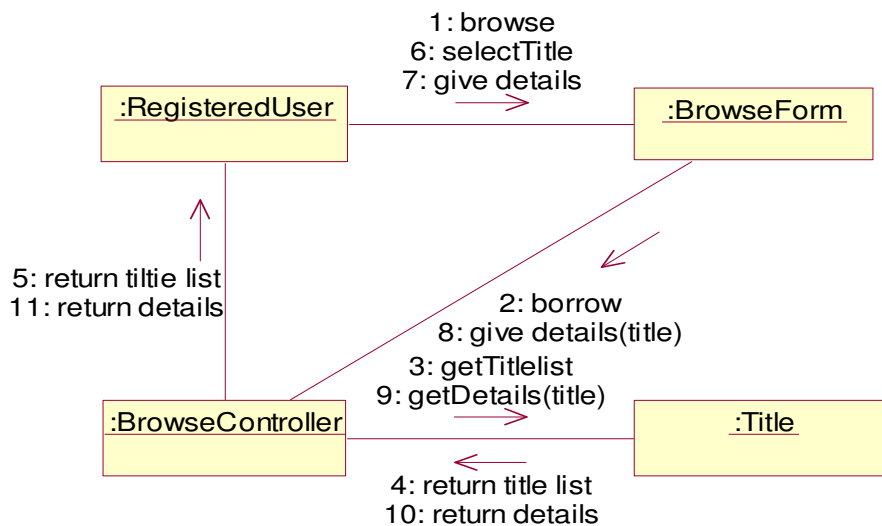 1: browse
6: selectTitle
7: give details
:RegisteredUser
:BrowseForm
5: return tiltie list
11: return details
2: borrow
8: give details(title)
3: getTitlelist
9: getDetails(title)
:BrowseController
:Title
4: return title list
10: return details